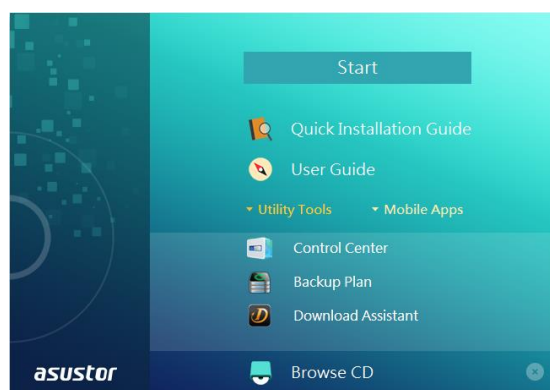 Start
Quick Installation Guide
User Guide
Utility Tools Mobile Apps
Control Center
Backup Plan
Download Assistant
asustor Browse CD